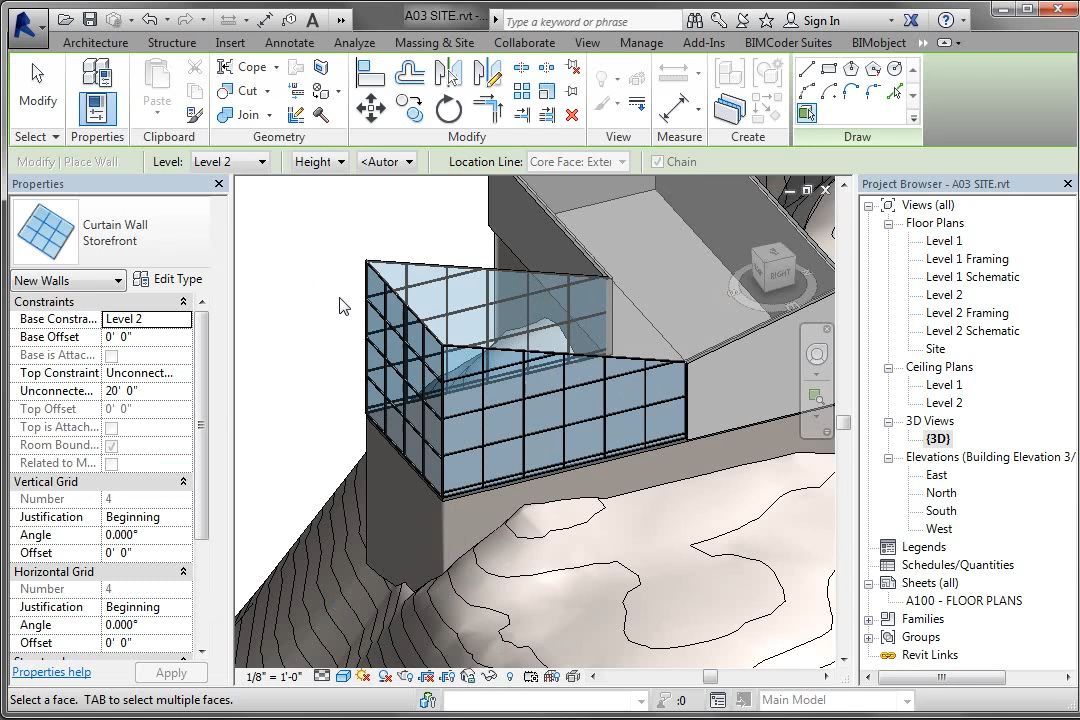 A03 SITE.rvt -...
Type a keyword or phrase
Sign In
Architecture Structure Insert Annotate Analyze Massing & Site Collaborate View Manage Add-Ins BIMCoder Suites BIMobject
Modify
Paste
Cope
Cut
Join
Select Properties Clipboard Geometry Modify View Measure Create Draw
Modify | Place Wall Level: Level 2 Height <Autor Location Line: Core Face: Exter Chain
Properties
Curtain Wall
Storefront
New Walls Edit Type
Constraints
Base Constra... Level 2
Base Offset 0' 0"
Base is Attac...
Top Constraint Unconnect...
Unconnecte... 20' 0"
Top Offset 0' 0"
Top is Attach...
Room Bound...
Related to M...
Vertical Grid
Number 4
Justification Beginning
Angle 0.000°
Offset 0' 0"
Horizontal Grid
Number 4
Justification Beginning
Angle 0.000°
Offset 0' 0"
Properties help Apply
RIGHT
Project Browser - A03 SITE.rvt
Views (all)
Floor Plans
Level 1
Level 1 Framing
Level 1 Schematic
Level 2
Level 2 Framing
Level 2 Schematic
Site
Ceiling Plans
Level 1
Level 2
3D Views
{3D}
Elevations (Building Elevation 3/
East
North
South
West
Legends
Schedules/Quantities
Sheets (all)
A100 - FLOOR PLANS
Families
Groups
Revit Links
1/8" = 1'-0"
Select a face. TAB to select multiple faces. :0 Main Model